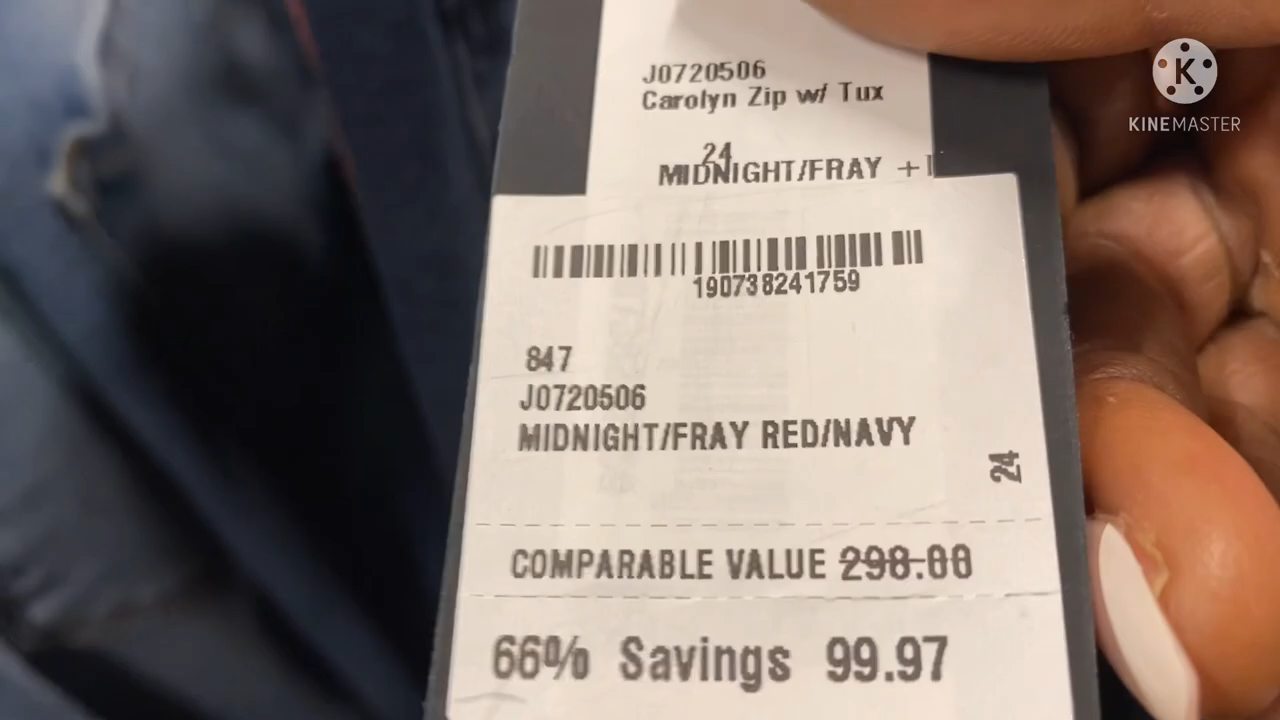 J0720506
Carolyn Zip w/ Tux
24
MIDNIGHT/FRAY +
190738241759
847
J0720506
MIDNIGHT/FRAY RED/NAVY
24
COMPARABLE VALUE 298.00
66% Savings 99.97
K
KINEMASTER